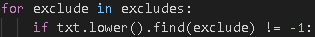 for exclude in excludes:
    if txt.lower().find(exclude) != -1: